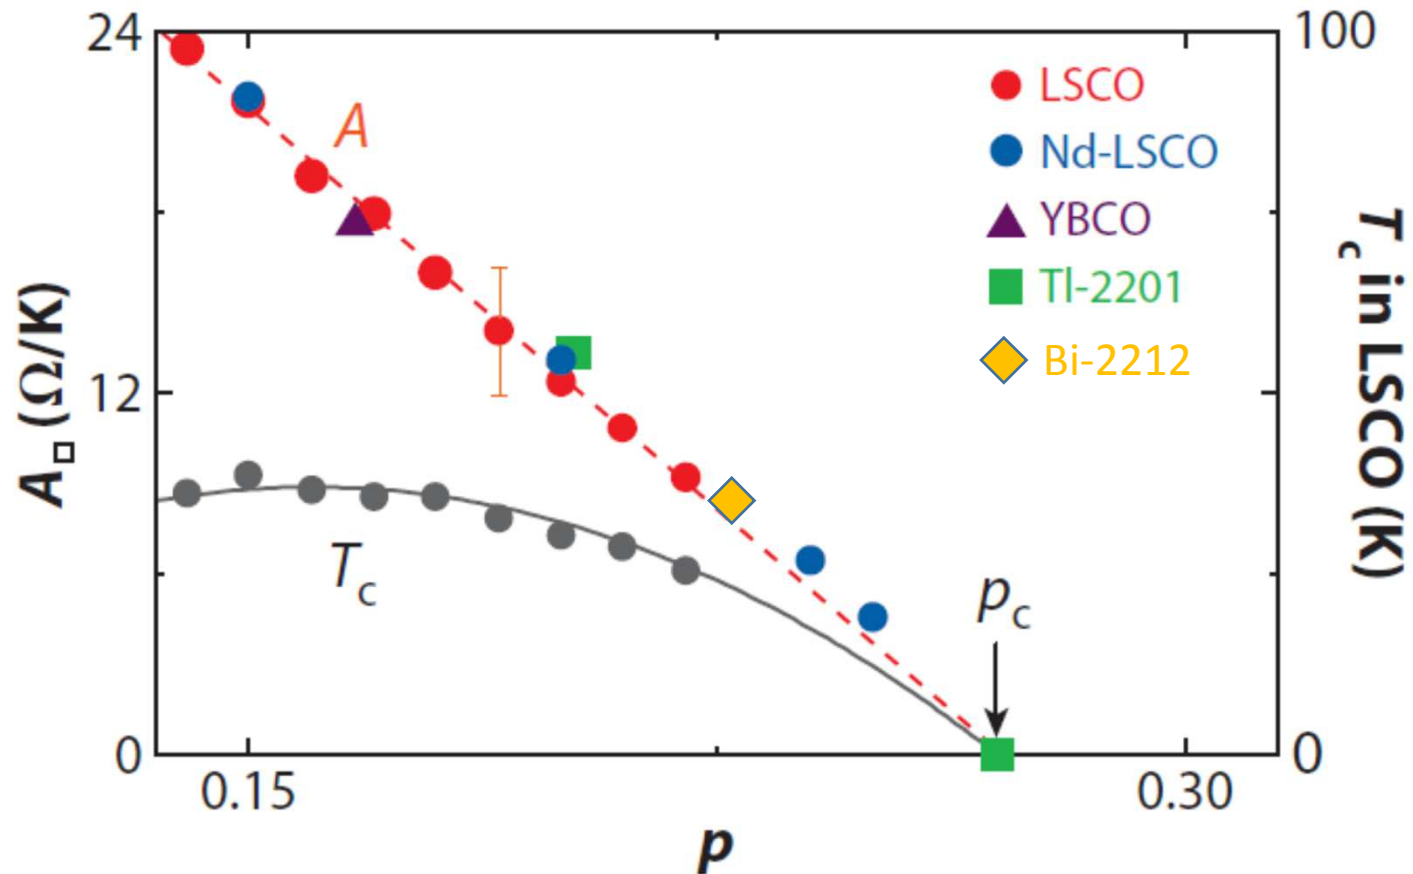 24
100
A
LSCO
Nd-LSCO
YBCO
Tl-2201
Bi-2212
12
A□ (Ω/K)
Tc in LSCO (K)
Tc
pc
0
0
0.15
0.30
p